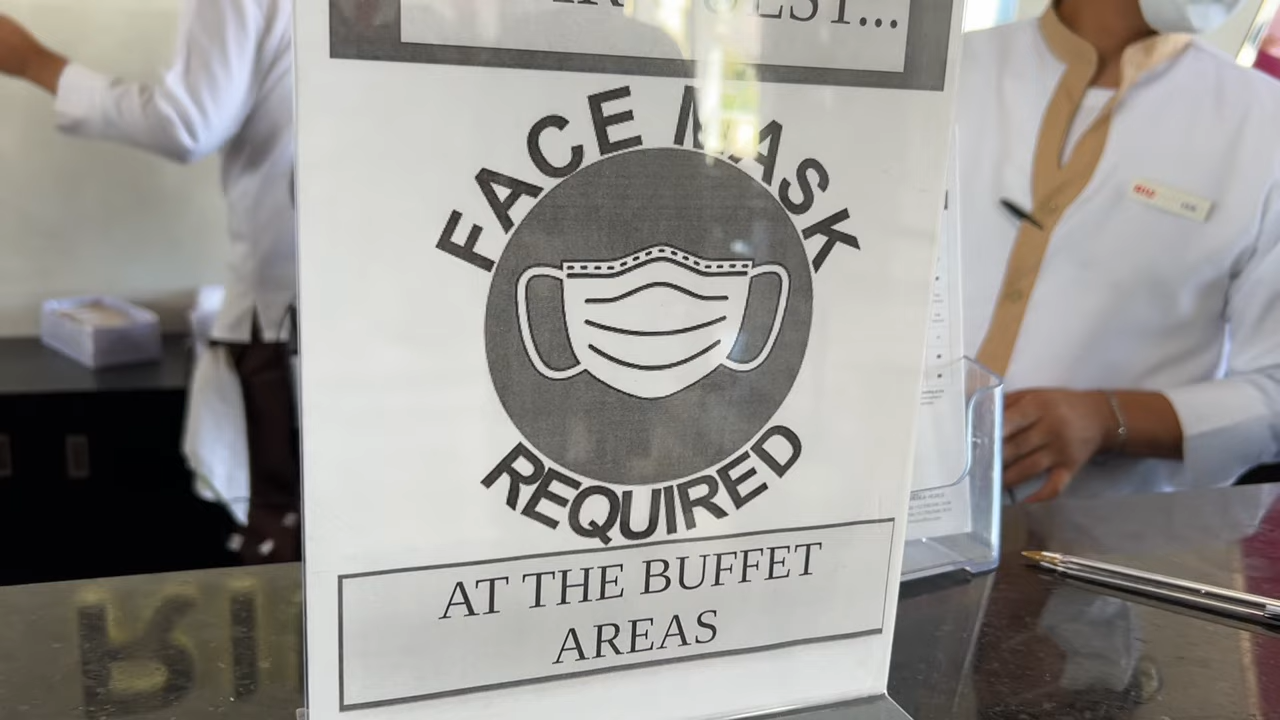 FACE MASK
REQUIRED
AT THE BUFFET
AREAS